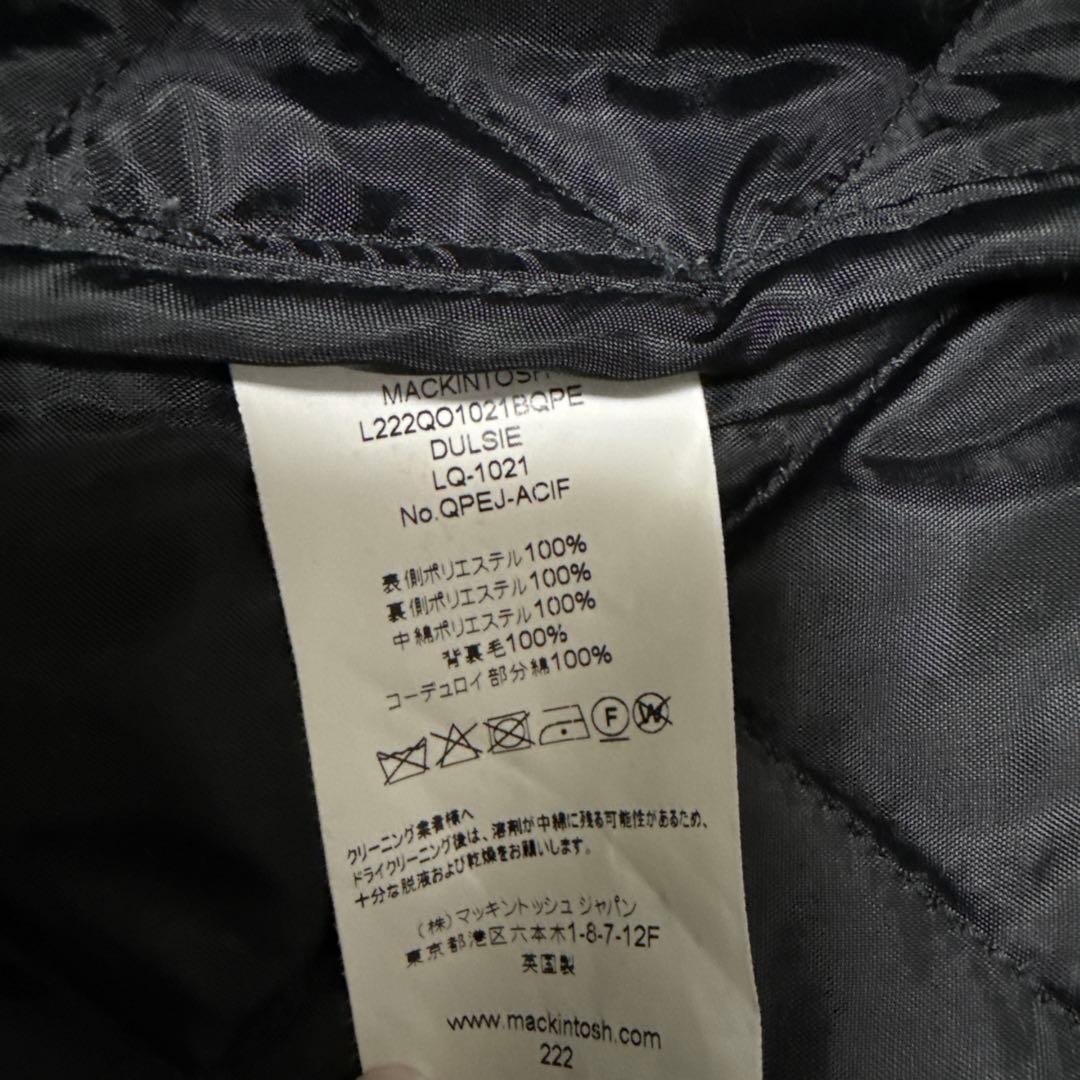 MACKINTOSH
L222QO1021BQPE
DULSIE
LQ-1021
No.QPEJ-ACIF
表側ポリエステル100%
裏側ポリエステル100%
中綿ポリエステル100%
背裏毛100%
コーデュロイ部分綿100%
F
W
クリーニング業者様へ
ドライクリーニング後は、溶剤が中綿に残る可能性があるため、
十分な脱液および乾燥をお願いします。
(株)マッキントッシュ ジャパン
東京都港区六本木1-8-7-12F
英国製
www.mackintosh.com
222